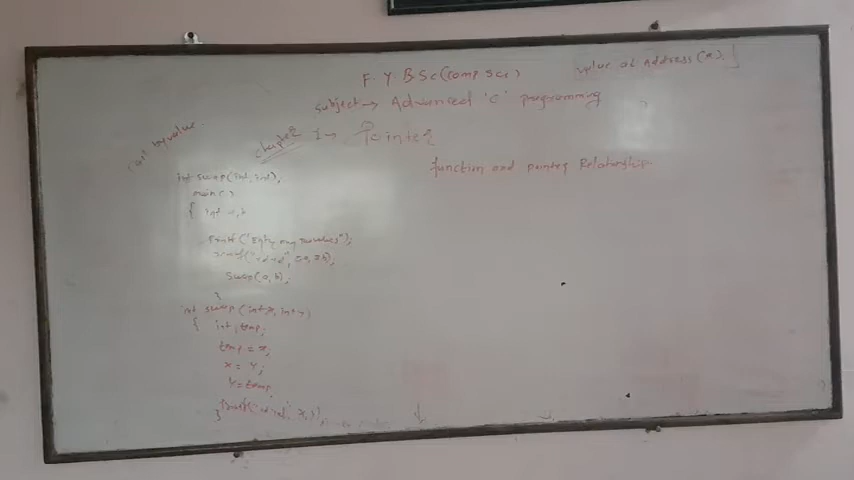 F.Y.BSc(comp sci)
value at address(a).
subject → Advanced 'c' programming
call by value.
chapter I → Pointer
function and pointer Relationship.
int swap(int, int);
main( )
{ int a,b
printf("Enter any two values");
scanf("%d%d", &a, &b);
swap(a, b);
}
int swap (int x, int y)
{ int temp;
temp = x;
x = y;
y = temp;
printf(
}